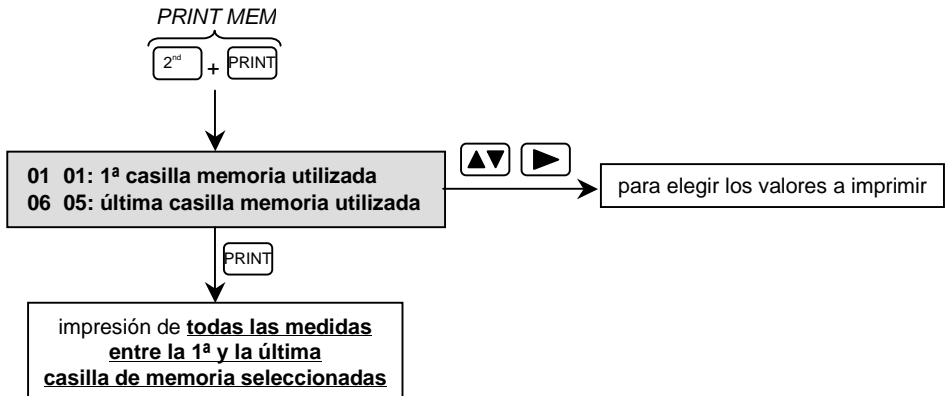 PRINT MEM
2nd + PRINT
01 01: 1ª casilla memoria utilizada
06 05: última casilla memoria utilizada
para elegir los valores a imprimir
PRINT
impresión de todas las medidas
entre la 1ª y la última
casilla de memoria seleccionadas